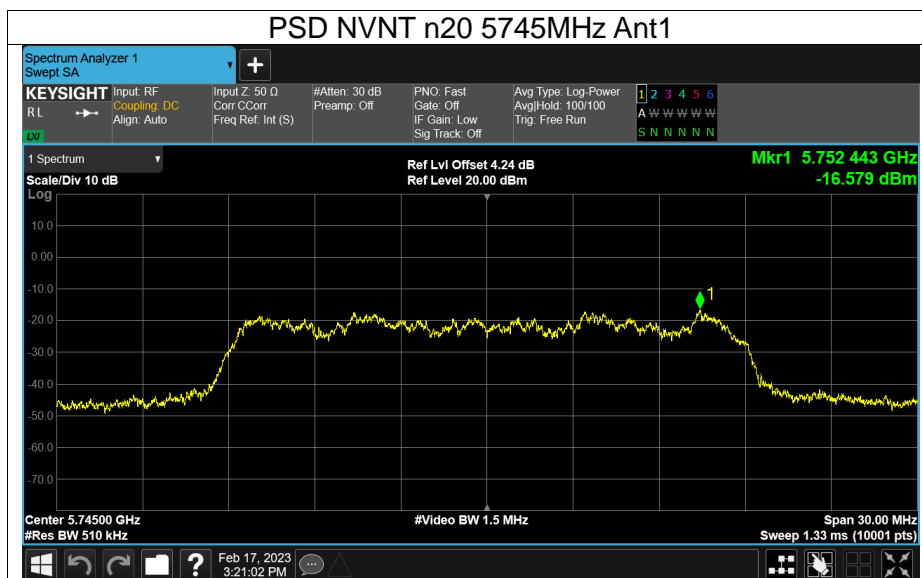 PSD NVNT n20 5745MHz Ant1
Spectrum Analyzer 1
Swept SA
+
KEYSIGHT Input: RF Input Z: 50 Ω #Atten: 30 dB PNO: Fast Avg Type: Log-Power 1 2 3 4 5 6
RL Coupling: DC Corr CCorr Preamp: Off Gate: Off Avg|Hold: 100/100 A W W W W W
Align: Auto Freq Ref: Int (S) IF Gain: Low Trig: Free Run
LXI Sig Track: Off S N N N N N
1 Spectrum Ref Lvl Offset 4.24 dB Mkr1 5.752 443 GHz
Scale/Div 10 dB Ref Level 20.00 dBm -16.579 dBm
Log
10.0
0.00
-10.0
1
-20.0
-30.0
-40.0
-50.0
-60.0
-70.0
Center 5.74500 GHz #Video BW 1.5 MHz Span 30.00 MHz
#Res BW 510 kHz Sweep 1.33 ms (10001 pts)
? Feb 17, 2023
3:21:02 PM